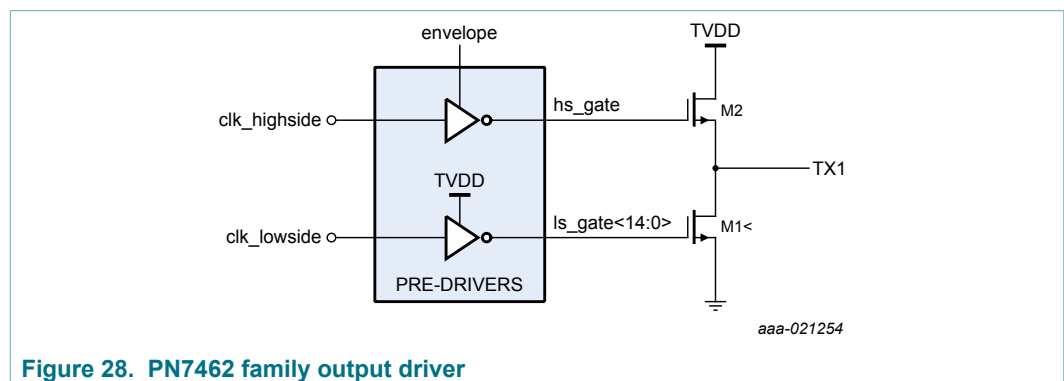 envelope
TVDD
clk_highside
hs_gate
M2
TX1
TVDD
clk_lowside
ls_gate<14:0>
M1<
PRE-DRIVERS
aaa-021254
Figure 28. PN7462 family output driver